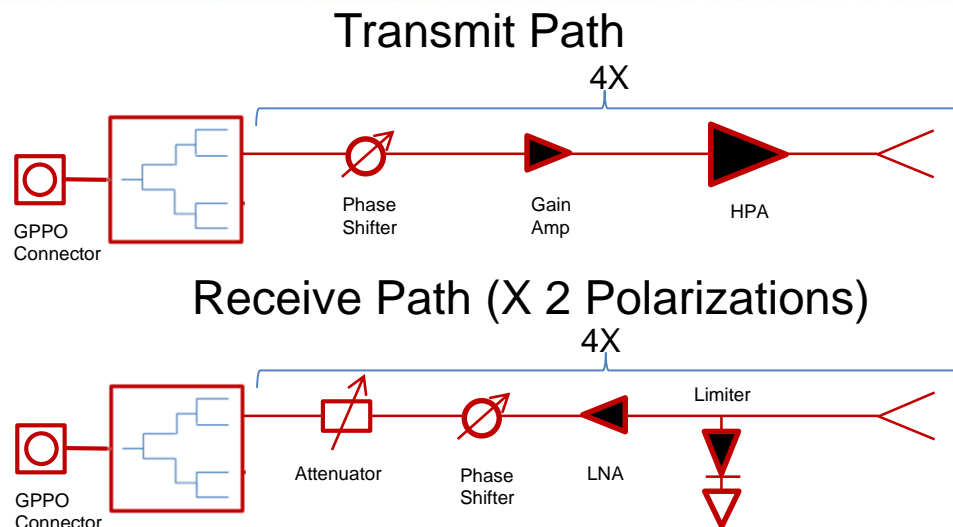 Transmit Path
4X
Phase
Shifter
Gain
Amp
HPA
GPPO
Connector
Receive Path (X 2 Polarizations)
4X
Limiter
Attenuator
Phase
Shifter
LNA
GPPO
Connector